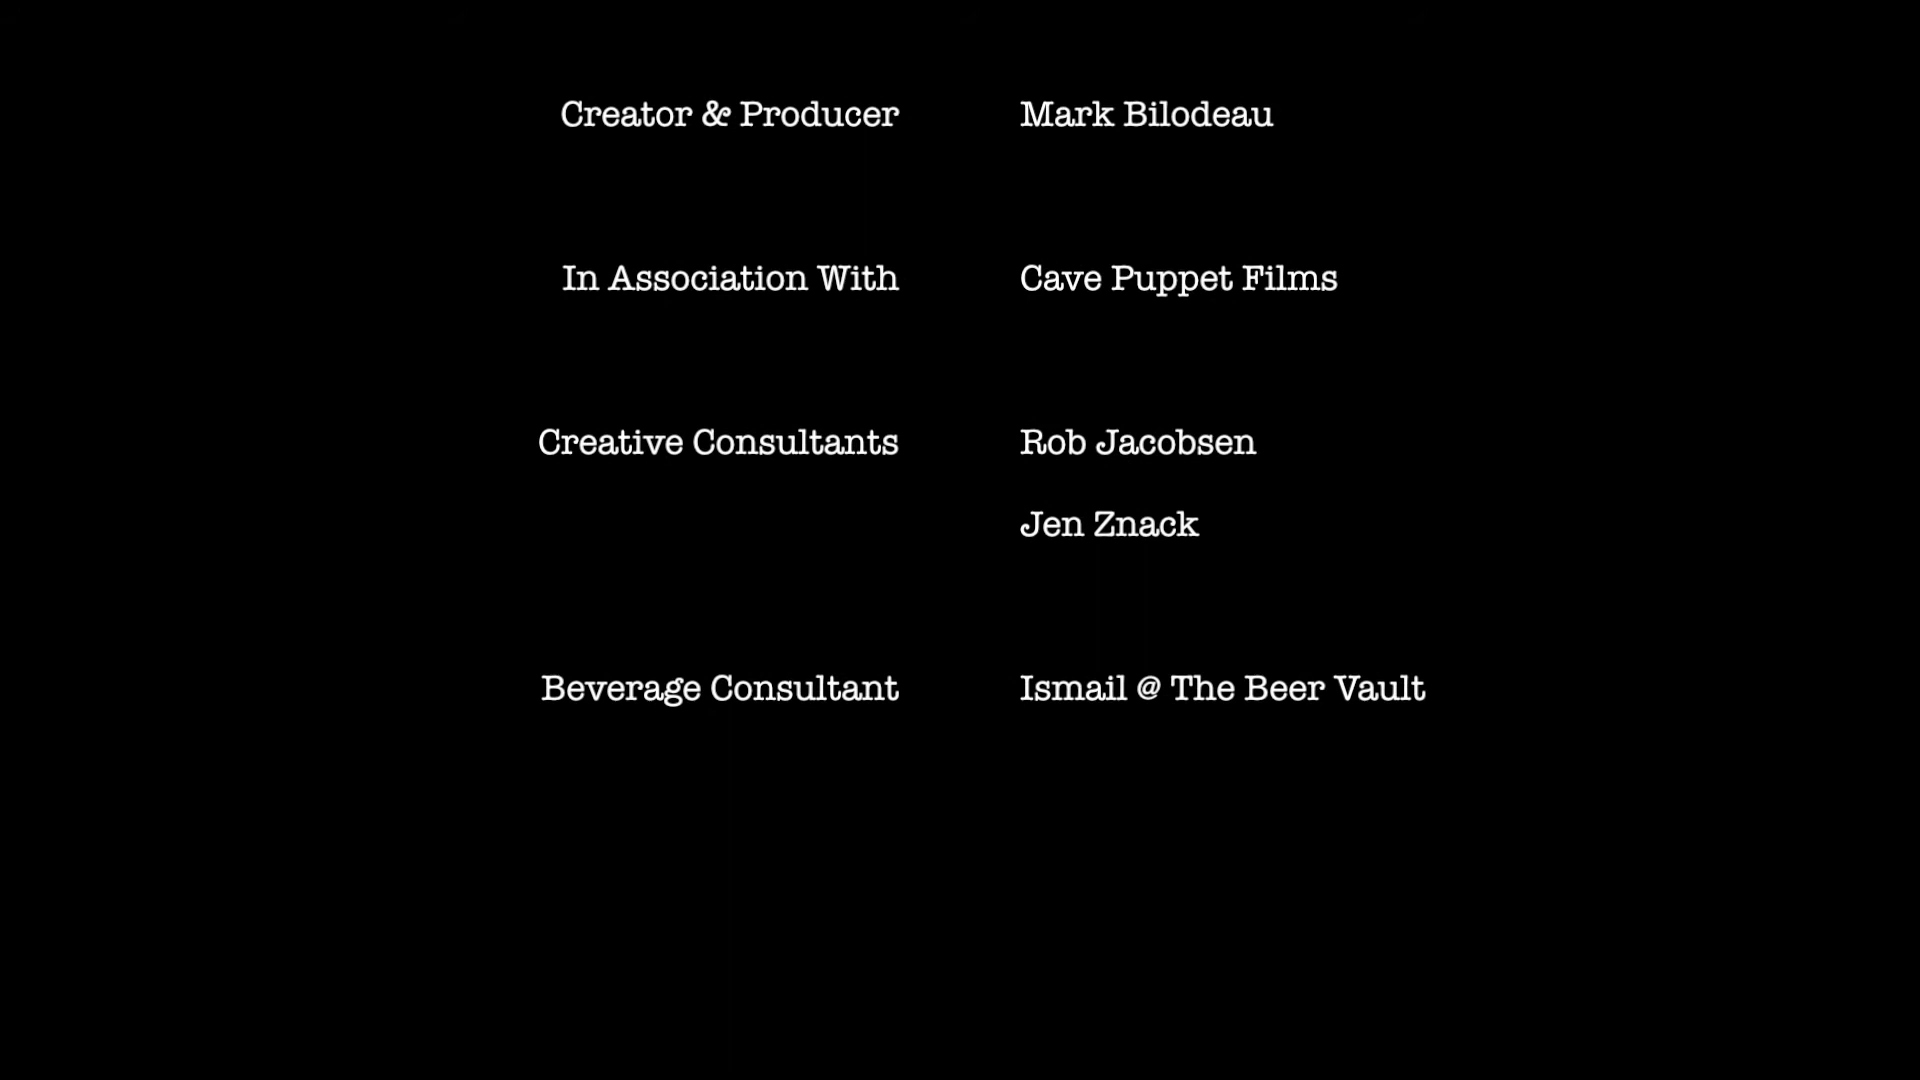 Creator & Producer Mark Bilodeau
In Association With Cave Puppet Films
Creative Consultants Rob Jacobsen
Jen Znack
Beverage Consultant Ismail @ The Beer Vault